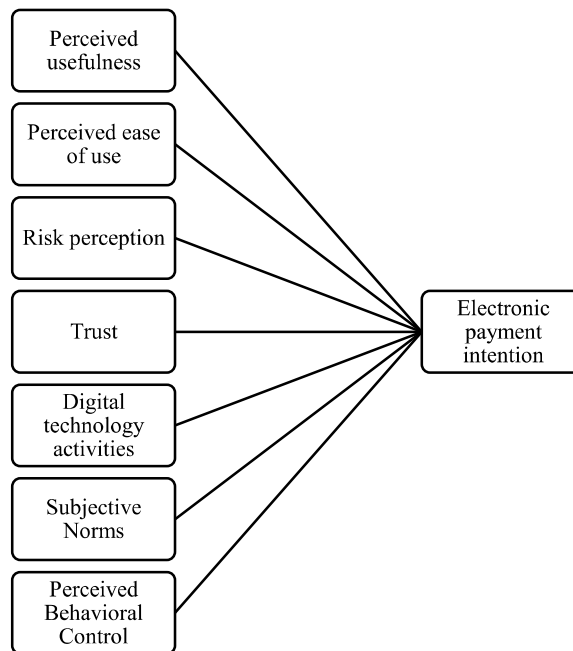 Perceived
usefulness
Perceived ease
of use
Risk perception
Trust
Digital
technology
activities
Subjective
Norms
Perceived
Behavioral
Control
Electronic
payment
intention